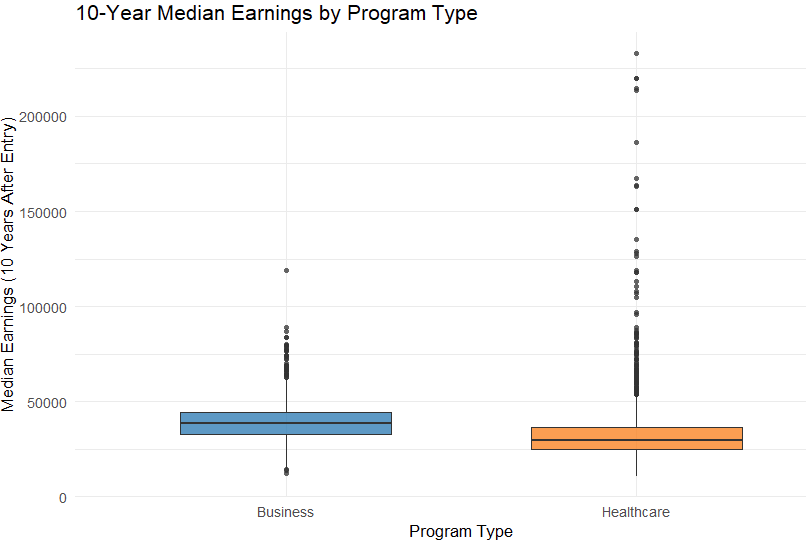 10-Year Median Earnings by Program Type
Median Earnings (10 Years After Entry)
200000
150000
100000
50000
0
Business Healthcare
Program Type